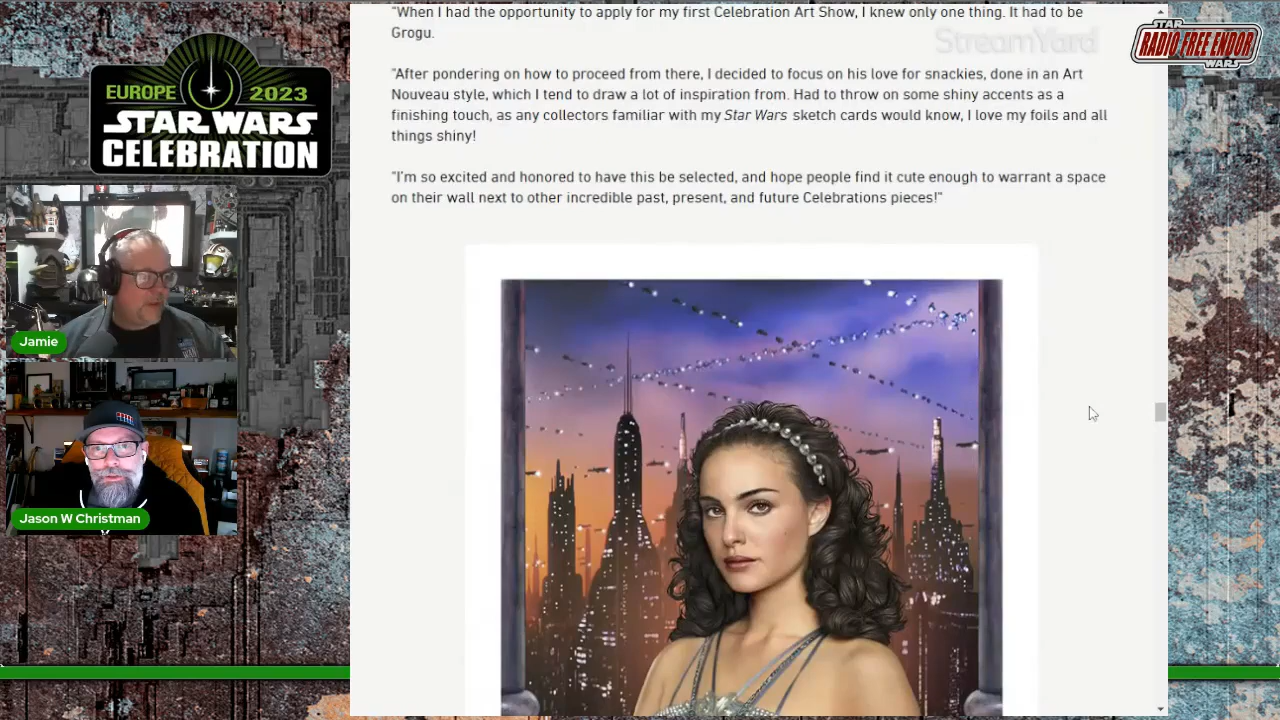 "When I had the opportunity to apply for my first Celebration Art Show, I knew only one thing. It had to be
Grogu.
"After pondering on how to proceed from there, I decided to focus on his love for snackies, done in an Art
Nouveau style, which I tend to draw a lot of inspiration from. Had to throw on some shiny accents as a
finishing touch, as any collectors familiar with my Star Wars sketch cards would know, I love my foils and all
things shiny!
"I'm so excited and honored to have this be selected, and hope people find it cute enough to warrant a space
on their wall next to other incredible past, present, and future Celebrations pieces!"
StreamYard
STAR
RADIO FREE ENDOR
WARS
EUROPE 2023
STAR WARS
CELEBRATION
Jamie
Jason W Christman